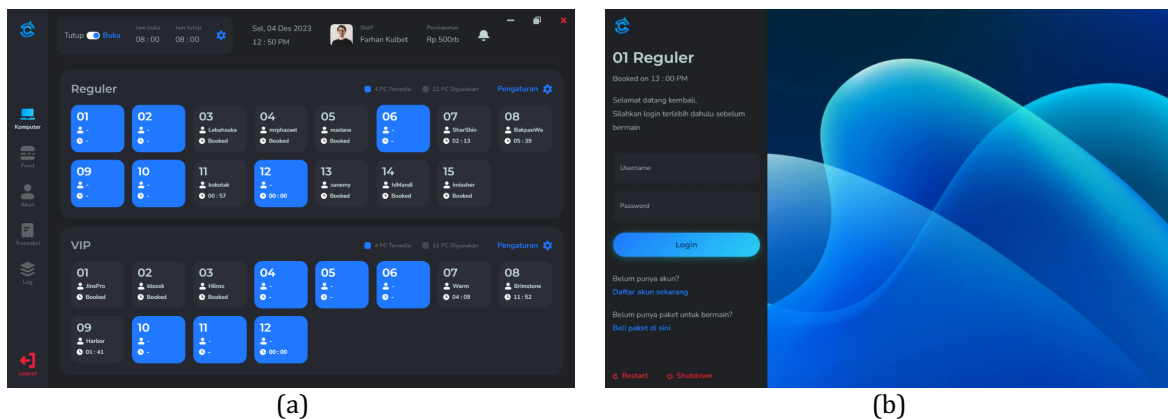 Tutup Buka
Jam buka
08 : 00
Jam tutup
08 : 00
Sel, 04 Des 2023
12 : 50 PM
Staff
Farhan Kulbet
Pendapatan
Rp 500rb
Komputer
Food
Akun
Transaksi
Log
Logout
Reguler
4 PC Tersedia
11 PC Digunakan
Pengaturan
01
-
-
02
-
-
03
Lebahsuka
Booked
04
mrphazael
Booked
05
madane
Booked
06
-
-
07
SharShin
02 : 13
08
BakpaoWa
05 : 39
09
-
-
10
-
-
11
kokotak
00 : 57
12
-
00 : 00
13
zanemy
Booked
14
hiMandi
Booked
15
imissher
Booked
VIP
4 PC Tersedia
11 PC Digunakan
Pengaturan
01
JinxPro
Booked
02
ktoxxk
Booked
03
Hiiroo
Booked
04
-
-
05
-
-
06
-
-
07
Warm
04 : 09
08
Brimstone
11 : 52
09
Harbor
01 : 41
10
-
-
11
-
-
12
-
00 : 00
(a)
01 Reguler
Booked on 13 : 00 PM
Selamat datang kembali,
Silahkan login terlebih dahulu sebelum
bermain
Username
Password
Login
Belum punya akun?
Daftar akun sekarang
Belum punya paket untuk bermain?
Beli paket di sini
Restart
Shutdown
(b)